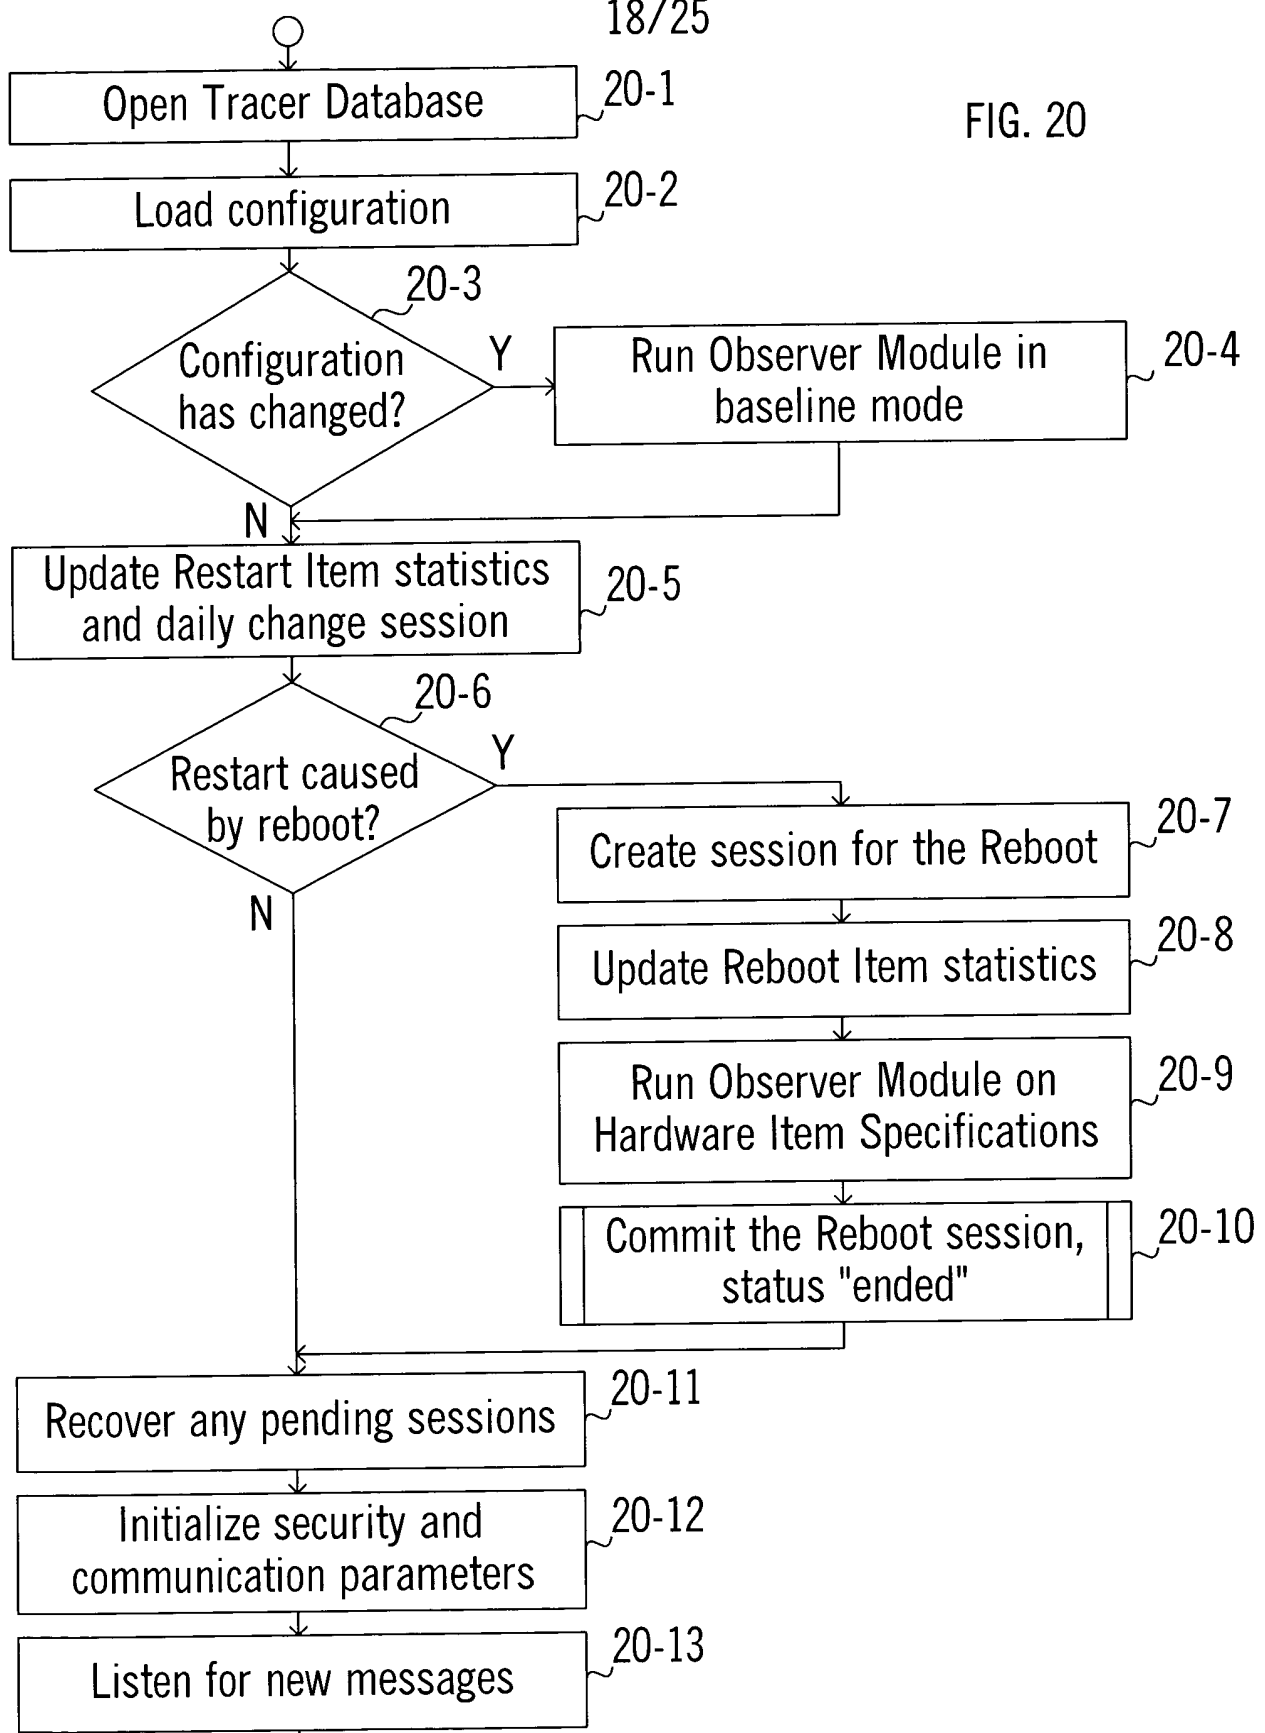 18/25
FIG. 20
Open Tracer Database
20-1
Load configuration
20-2
20-3
Configuration
has changed?
Y
N
Run Observer Module in
baseline mode
20-4
Update Restart Item statistics
and daily change session
20-5
20-6
Restart caused
by reboot?
Y
N
Create session for the Reboot
20-7
Update Reboot Item statistics
20-8
Run Observer Module on
Hardware Item Specifications
20-9
Commit the Reboot session,
status "ended"
20-10
Recover any pending sessions
20-11
Initialize security and
communication parameters
20-12
Listen for new messages
20-13